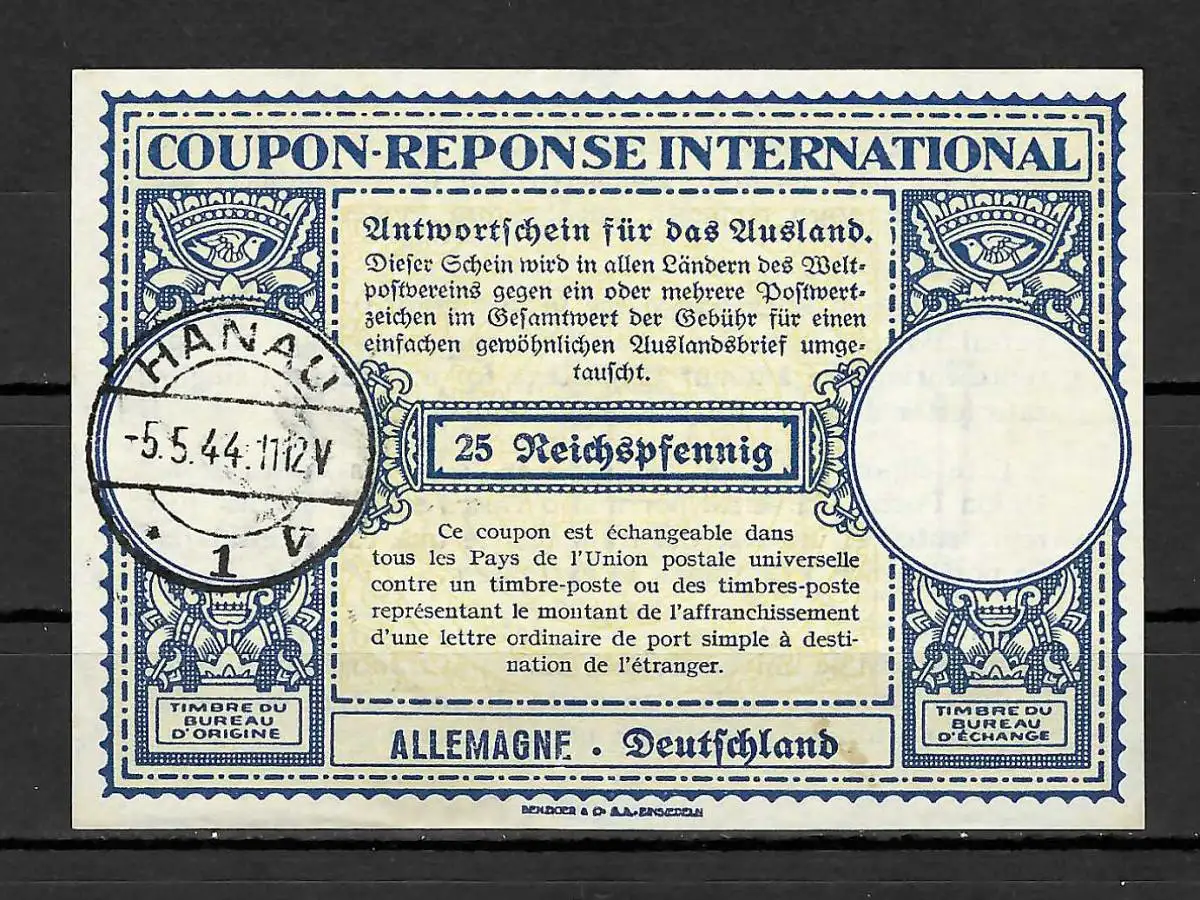 COUPON-REPONSE INTERNATIONAL
Antwortschein für das Ausland.
Dieser Schein wird in allen Ländern des Welt-
postvereins gegen ein oder mehrere Postwert-
zeichen im Gesamtwert der Gebühr für einen
einfachen gewöhnlichen Auslandsbrief umge-
tauscht.
HANAU
-5.5.44.11-12V
* 1 V
25 Reichspfennig
Ce coupon est échangeable dans
tous les Pays de l'Union postale universelle
contre un timbre-poste ou des timbres-poste
représentant le montant de l'affranchissement
d'une lettre ordinaire de port simple à desti-
nation de l'étranger.
TIMBRE DU
BUREAU
D'ORIGINE
TIMBRE DU
BUREAU
D'ÉCHANGE
ALLEMAGNE . Deutschland
BENZIGER & Co. S.A. EINSIEDELN